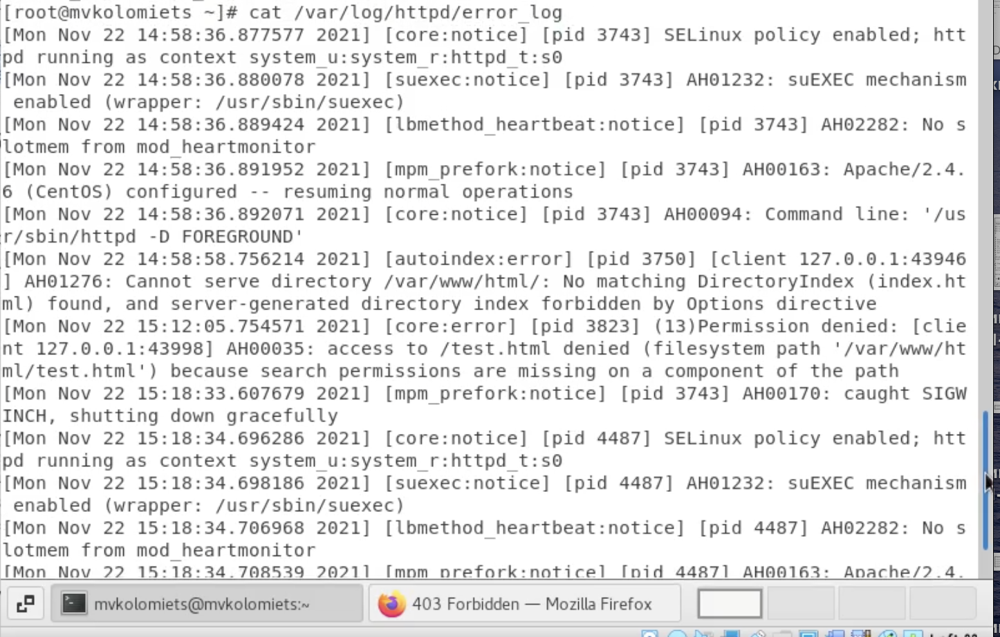 [root@mvkolomiets ~]# cat /var/log/httpd/error_log
[Mon Nov 22 14:58:36.877577 2021] [core:notice] [pid 3743] SELinux policy enabled; htt
pd running as context system_u:system_r:httpd_t:s0
[Mon Nov 22 14:58:36.880078 2021] [suexec:notice] [pid 3743] AH01232: suEXEC mechanism
 enabled (wrapper: /usr/sbin/suexec)
[Mon Nov 22 14:58:36.889424 2021] [lbmethod_heartbeat:notice] [pid 3743] AH02282: No s
lotmem from mod_heartmonitor
[Mon Nov 22 14:58:36.891952 2021] [mpm_prefork:notice] [pid 3743] AH00163: Apache/2.4.
6 (CentOS) configured -- resuming normal operations
[Mon Nov 22 14:58:36.892071 2021] [core:notice] [pid 3743] AH00094: Command line: '/us
r/sbin/httpd -D FOREGROUND'
[Mon Nov 22 14:58:58.756214 2021] [autoindex:error] [pid 3750] [client 127.0.0.1:43946
] AH01276: Cannot serve directory /var/www/html/: No matching DirectoryIndex (index.ht
ml) found, and server-generated directory index forbidden by Options directive
[Mon Nov 22 15:12:05.754571 2021] [core:error] [pid 3823] (13)Permission denied: [clie
nt 127.0.0.1:43998] AH00035: access to /test.html denied (filesystem path '/var/www/ht
ml/test.html') because search permissions are missing on a component of the path
[Mon Nov 22 15:18:33.607679 2021] [mpm_prefork:notice] [pid 3743] AH00170: caught SIGW
INCH, shutting down gracefully
[Mon Nov 22 15:18:34.696286 2021] [core:notice] [pid 4487] SELinux policy enabled; htt
pd running as context system_u:system_r:httpd_t:s0
[Mon Nov 22 15:18:34.698186 2021] [suexec:notice] [pid 4487] AH01232: suEXEC mechanism
 enabled (wrapper: /usr/sbin/suexec)
[Mon Nov 22 15:18:34.706968 2021] [lbmethod_heartbeat:notice] [pid 4487] AH02282: No s
lotmem from mod_heartmonitor
[Mon Nov 22 15:18:34.708539 2021] [mpm_prefork:notice] [pid 4487] AH00163: Apache/2.4.
mvkolomiets@mvkolomiets:~
403 Forbidden — Mozilla Firefox